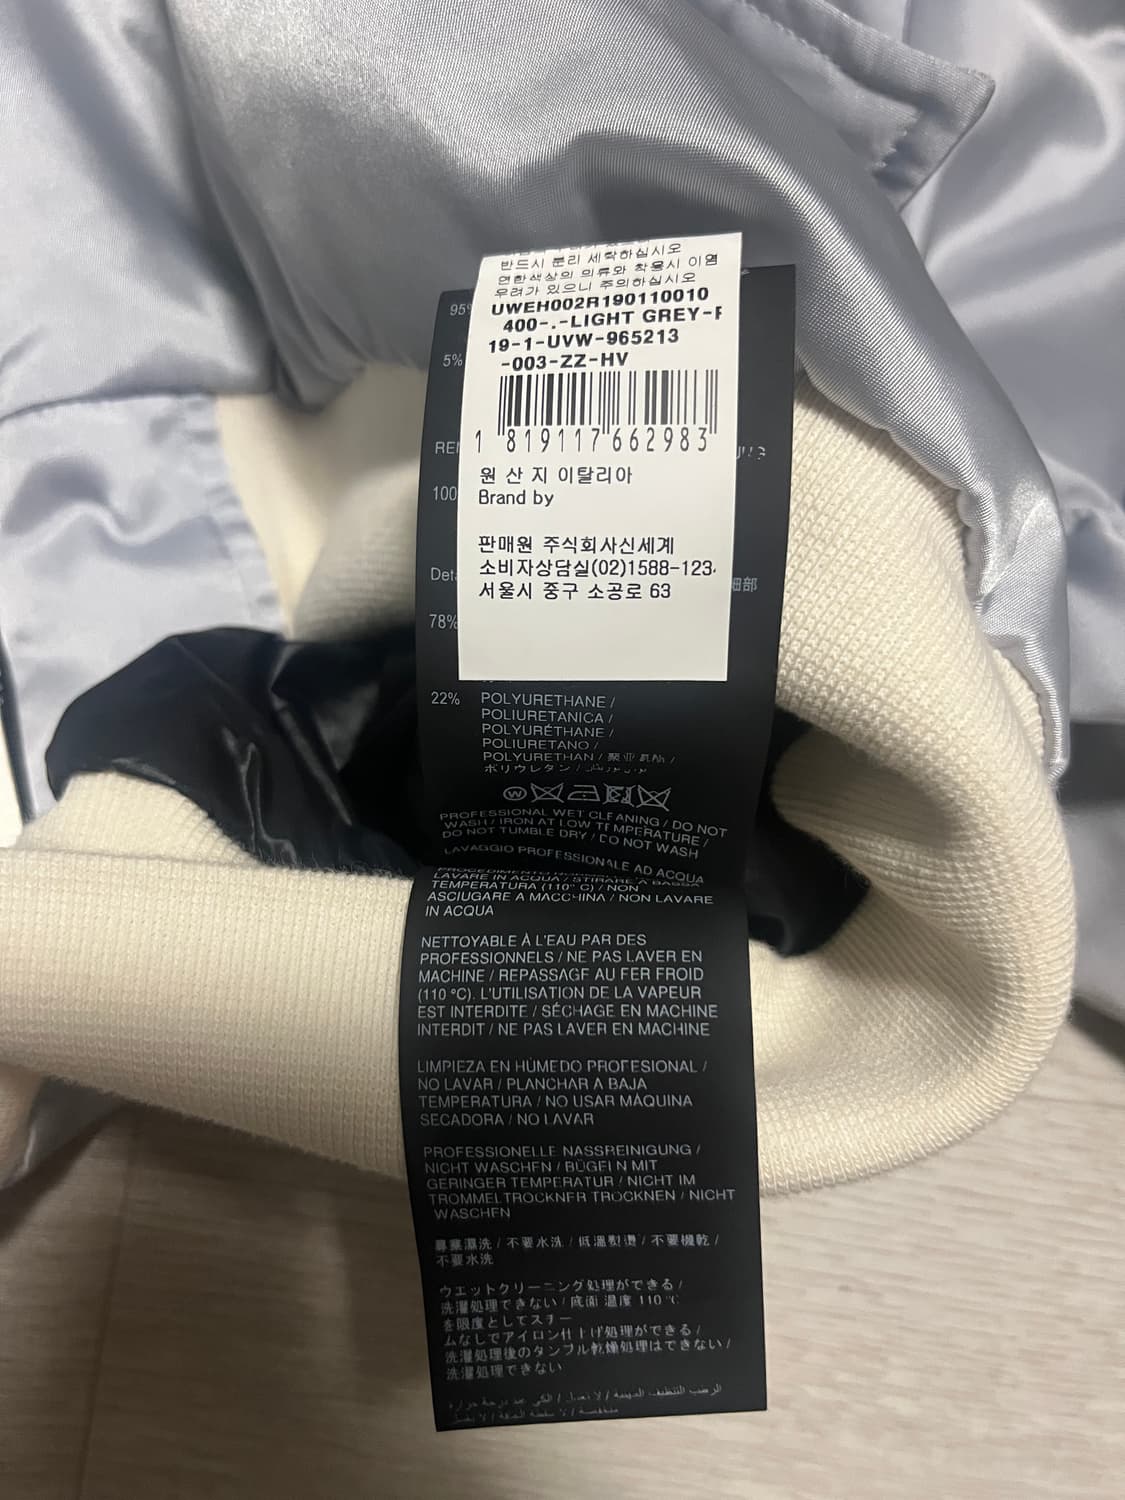 반드시 분리 세탁하십시오
연한색상의 의류와 착용시 이염
우려가 있으니 주의하십시오
UWEH002R190110010
400-.-LIGHT GREY-F
19-1-UVW-965213
-003-ZZ-HV
1 819117 662983
원 산 지 이탈리아
Brand by
판매원 주식회사신세계
소비자상담실(02)1588-123
서울시 중구 소공로 63
95%
5%
REM
100
Deta
細部
78%
22% POLYURETHANE /
POLIURETANICA /
POLYURÉTHANE /
POLIURETANO /
POLYURETHAN / 聚亚氨酯 /
ポリウレタン /
PROFESSIONAL WET CLEANING / DO NOT
WASH / IRON AT LOW TEMPERATURE /
DO NOT TUMBLE DRY / DO NOT WASH
LAVAGGIO PROFESSIONALE AD ACQUA
LAVARE IN ACQUA / STIRARE A BASSA
TEMPERATURA (110° C) / NON
ASCIUGARE A MACCHINA / NON LAVARE
IN ACQUA
NETTOYABLE À L'EAU PAR DES
PROFESSIONNELS / NE PAS LAVER EN
MACHINE / REPASSAGE AU FER FROID
(110 °C). L'UTILISATION DE LA VAPEUR
EST INTERDITE / SÉCHAGE EN MACHINE
INTERDIT / NE PAS LAVER EN MACHINE
LIMPIEZA EN HÚMEDO PROFESIONAL /
NO LAVAR / PLANCHAR A BAJA
TEMPERATURA / NO USAR MÁQUINA
SECADORA / NO LAVAR
PROFESSIONELLE NASSREINIGUNG /
NICHT WASCHEN / BÜGELN MIT
GERINGER TEMPERATUR / NICHT IM
TROMMELTROCKNER TROCKNEN / NICHT
WASCHEN
專業濕洗 / 不要水洗 / 低溫熨燙 / 不要機乾 /
不要水洗
ウエットクリーニング処理ができる /
洗濯処理できない / 底面温度 110 °C
を限度としてスチー
ムなしでアイロン仕上げ処理ができる /
洗濯処理後のタンブル乾燥処理はできない /
洗濯処理できない